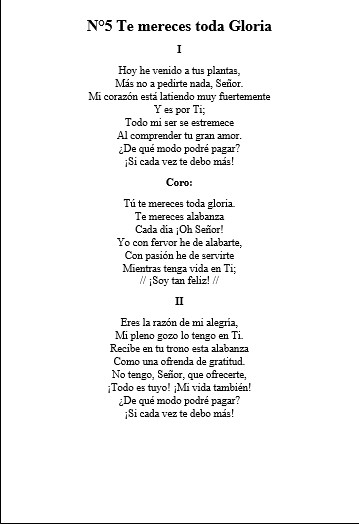 N°5 Te mereces toda Gloria
I
Hoy he venido a tus plantas,
Más no a pedirte nada, Señor.
Mi corazón está latiendo muy fuertemente
Y es por Ti;
Todo mi ser se estremece
Al comprender tu gran amor.
¿De qué modo podré pagar?
¡Si cada vez te debo más!
Coro:
Tú te mereces toda gloria.
Te mereces alabanza
Cada día ¡Oh Señor!
Yo con fervor he de alabarte,
Con pasión he de servirte
Mientras tenga vida en Ti;
// ¡Soy tan feliz! //
II
Eres la razón de mi alegría,
Mi pleno gozo lo tengo en Ti.
Recibe en tu trono esta alabanza
Como una ofrenda de gratitud.
No tengo, Señor, que ofrecerte,
¡Todo es tuyo! ¡Mi vida también!
¿De qué modo podré pagar?
¡Si cada vez te debo más!